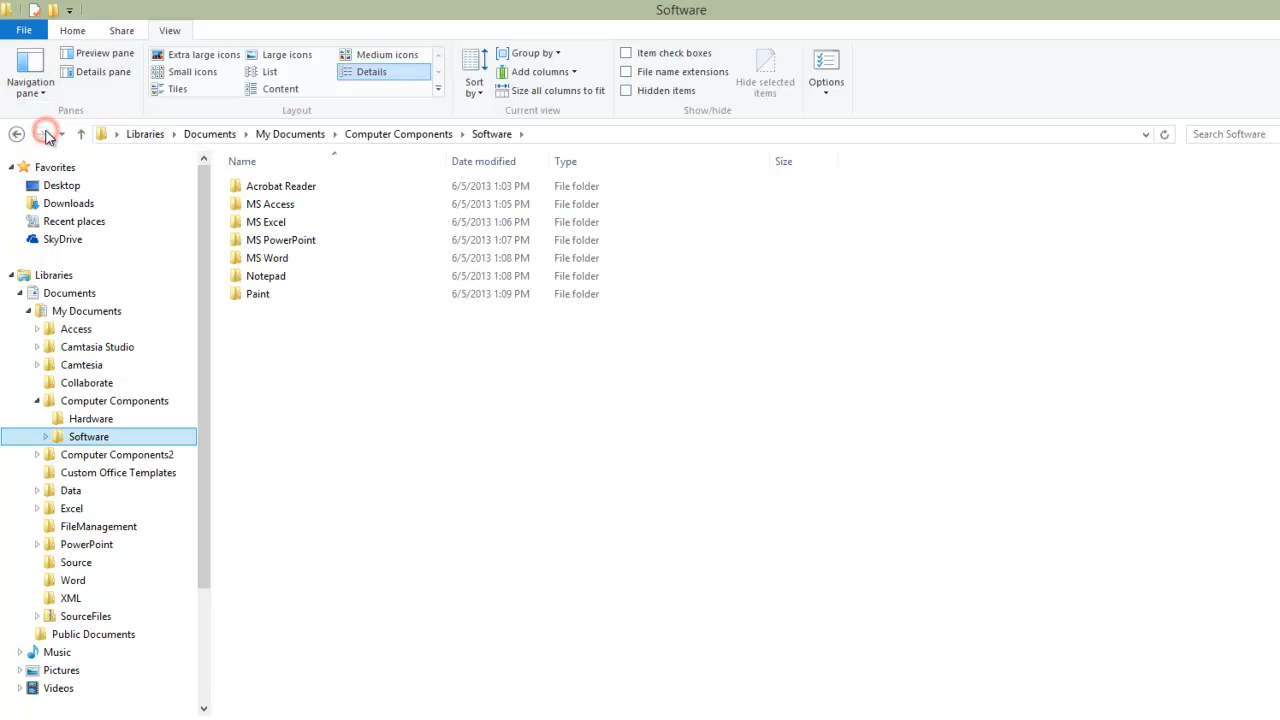 Software
File Home Share View
Navigation pane
Preview pane
Details pane
Panes
Extra large icons Large icons Medium icons
Small icons List Details
Tiles Content
Layout
Sort by
Group by
Add columns
Size all columns to fit
Current view
Item check boxes
File name extensions
Hidden items
Hide selected items
Show/hide
Options
Libraries Documents My Documents Computer Components Software
Search Software
Favorites
Desktop
Downloads
Recent places
SkyDrive
Libraries
Documents
My Documents
Access
Camtasia Studio
Camtesia
Collaborate
Computer Components
Hardware
Software
Computer Components2
Custom Office Templates
Data
Excel
FileManagement
PowerPoint
Source
Word
XML
SourceFiles
Public Documents
Music
Pictures
Videos
Name Date modified Type Size
Acrobat Reader 6/5/2013 1:03 PM File folder
MS Access 6/5/2013 1:05 PM File folder
MS Excel 6/5/2013 1:06 PM File folder
MS PowerPoint 6/5/2013 1:07 PM File folder
MS Word 6/5/2013 1:08 PM File folder
Notepad 6/5/2013 1:08 PM File folder
Paint 6/5/2013 1:09 PM File folder